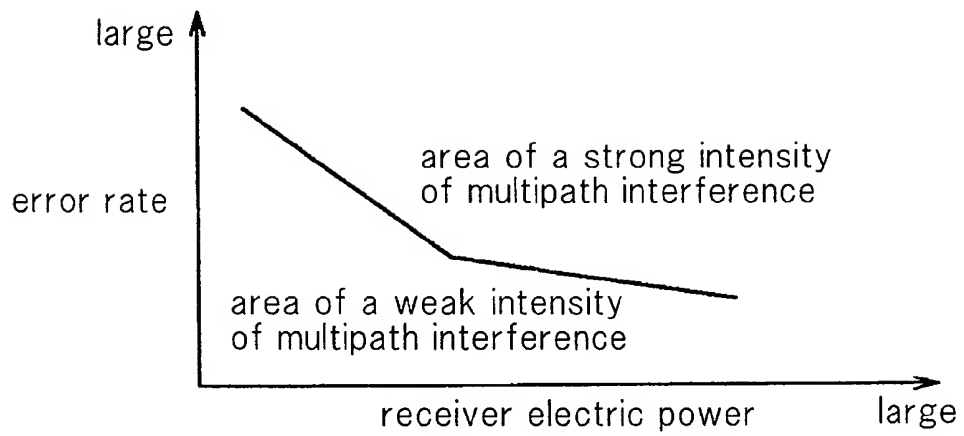 large
area of a strong intensity
of multipath interference
error rate
area of a weak intensity
of multipath interference
receiver electric power
large